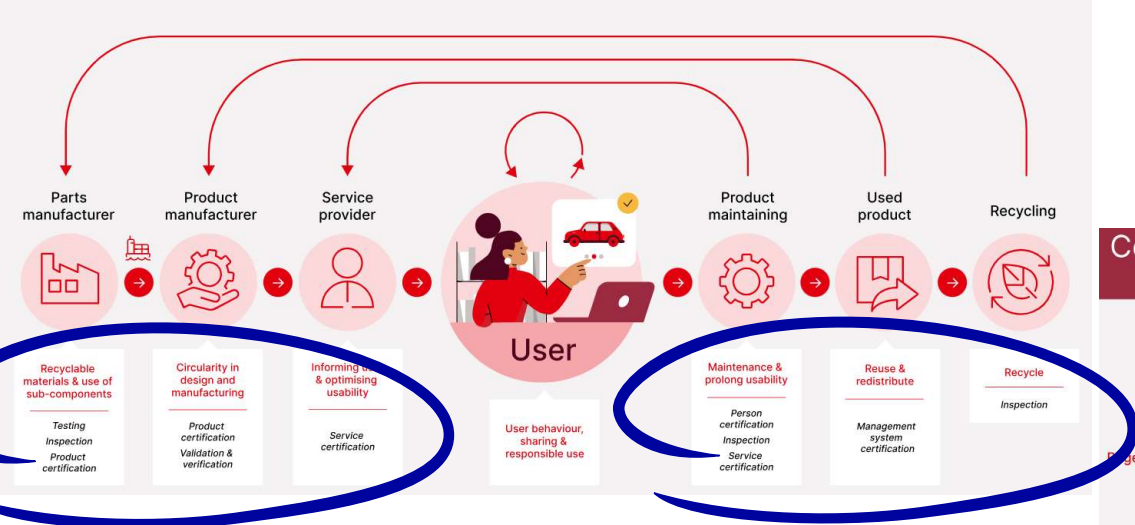 Parts
manufacturer
Product
manufacturer
Service
provider
Product
maintaining
Used
product
Recycling
User
Recyclable
materials & use of
sub-components
Testing
Inspection
Product
certification
Circularity in
design and
manufacturing
Product
certification
Validation &
verification
Informing
& optimising
usability
Service
certification
User behaviour,
sharing &
responsible use
Maintenance &
prolong usability
Person
certification
Inspection
Service
certification
Reuse &
redistribute
Management
system
certification
Recycle
Inspection